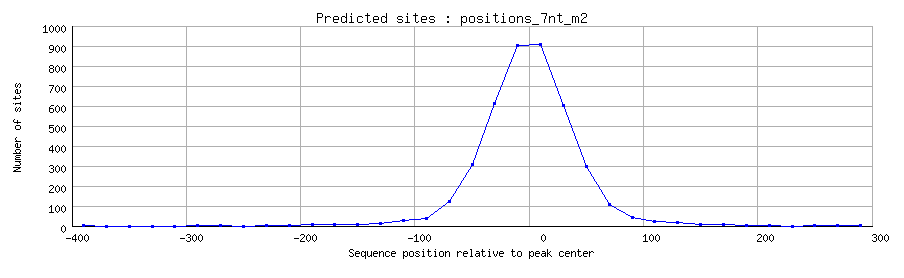 Predicted sites : positions_7nt_m2
1000
900
800
700
600
500
400
300
200
100
0
Number of sites
-400 -300 -200 -100 0 100 200 300
Sequence position relative to peak center